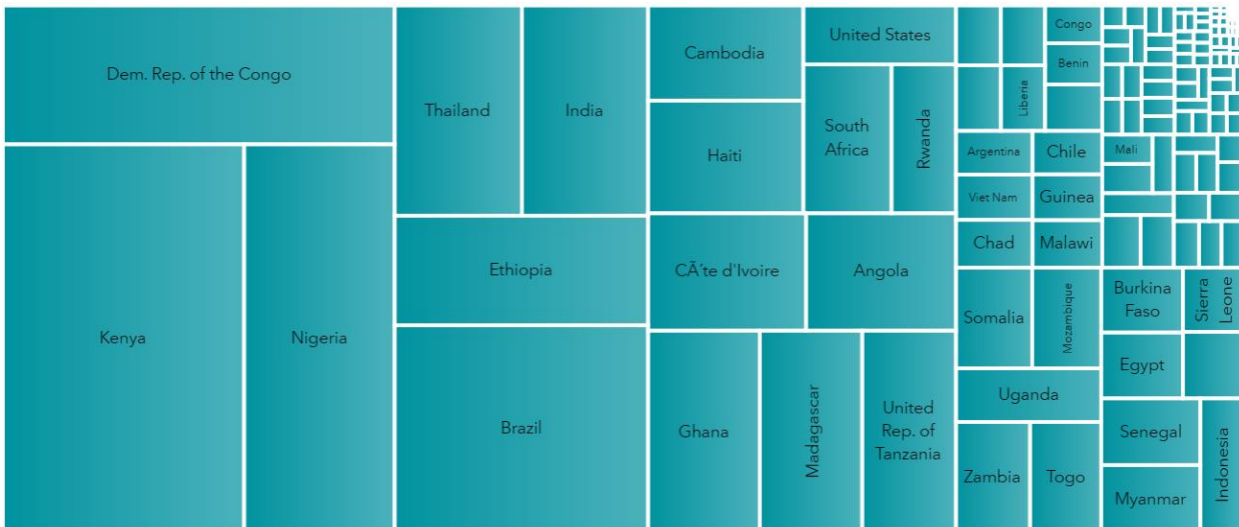 Dem. Rep. of the Congo
Kenya
Nigeria
Thailand
India
Ethiopia
Brazil
Cambodia
Haiti
United States
South
Africa
Rwanda
CÃ´te d'Ivoire
Angola
Ghana
Madagascar
United
Rep. of
Tanzania
Congo
Benin
Liberia
Argentina
Chile
Viet Nam
Guinea
Chad
Malawi
Somalia
Mozambique
Uganda
Zambia
Togo
Mali
Burkina
Faso
Sierra
Leone
Egypt
Senegal
Myanmar
Indonesia